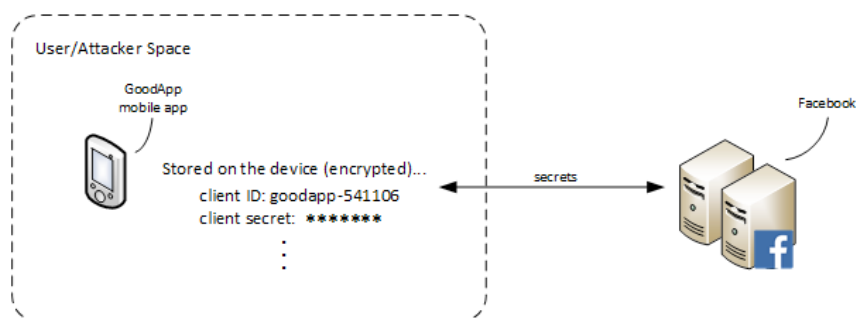 User/Attacker Space
GoodApp
mobile app
Facebook
Stored on the device (encrypted)...
secrets
client ID: goodapp-541106
client secret: *******
f